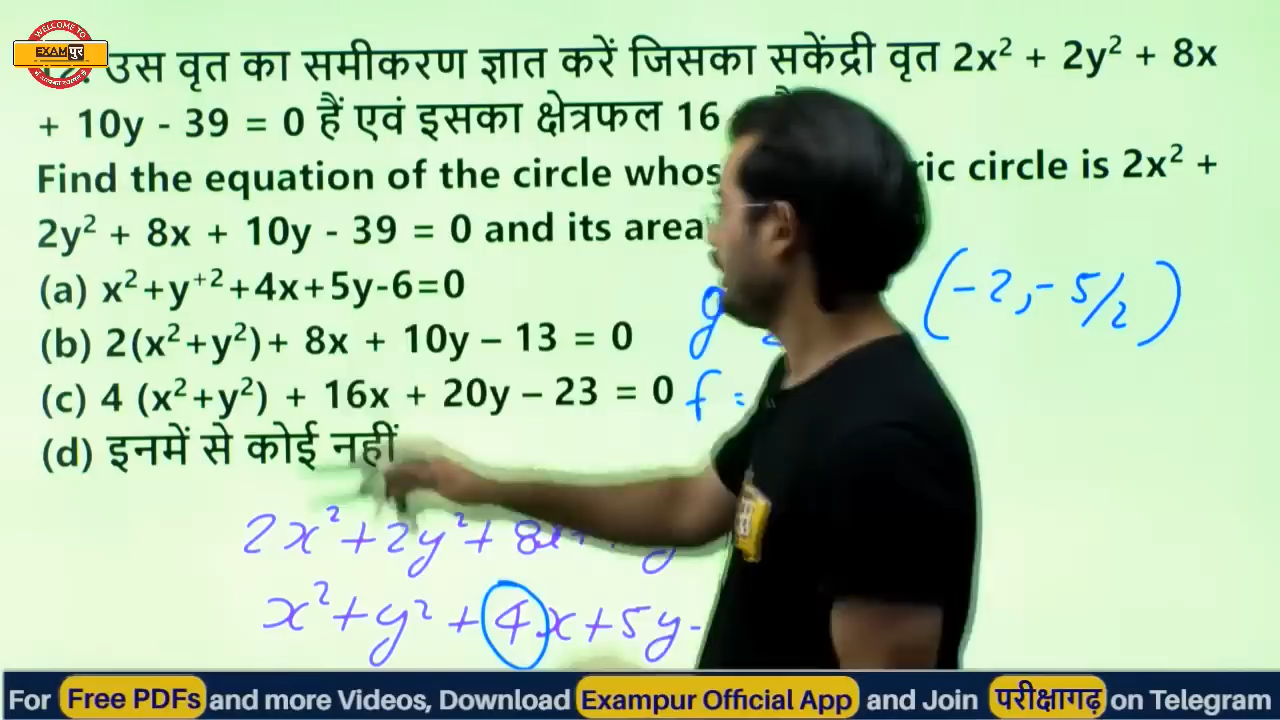 WELCOME TO
EXAMपुर
उस वृत का समीकरण ज्ञात करें जिसका सकेंद्री वृत 2x² + 2y² + 8x
+ 10y - 39 = 0 हैं एवं इसका क्षेत्रफल 16
Find the equation of the circle whos ric circle is 2x² +
2y² + 8x + 10y - 39 = 0 and its area
(a) x²+y⁺²+4x+5y-6=0
(b) 2(x²+y²)+ 8x + 10y – 13 = 0
(c) 4 (x²+y²) + 16x + 20y – 23 = 0
(d) इनमें से कोई नहीं
g (-2, -5/2)
f =
2x²+2y²+8x+ y
x²+y²+4x+5y-
For Free PDFs and more Videos, Download Exampur Official App and Join परीक्षागढ़ on Telegram